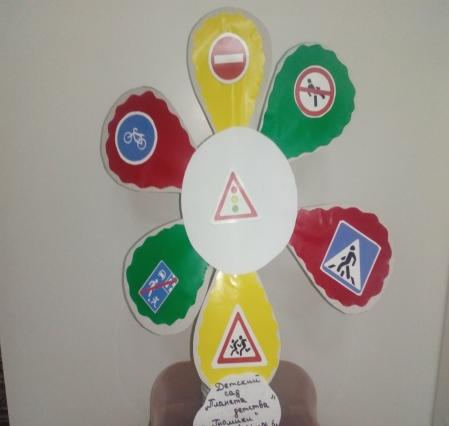 Детский
сад
"Планета
детства"
"Гномики"